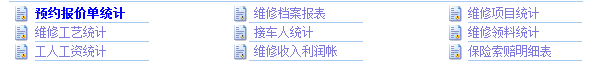 预约报价单统计 维修档案报表 维修项目统计
维修工艺统计 接车人统计 维修领料统计
工人工资统计 维修收入利润帐 保险索赔明细表